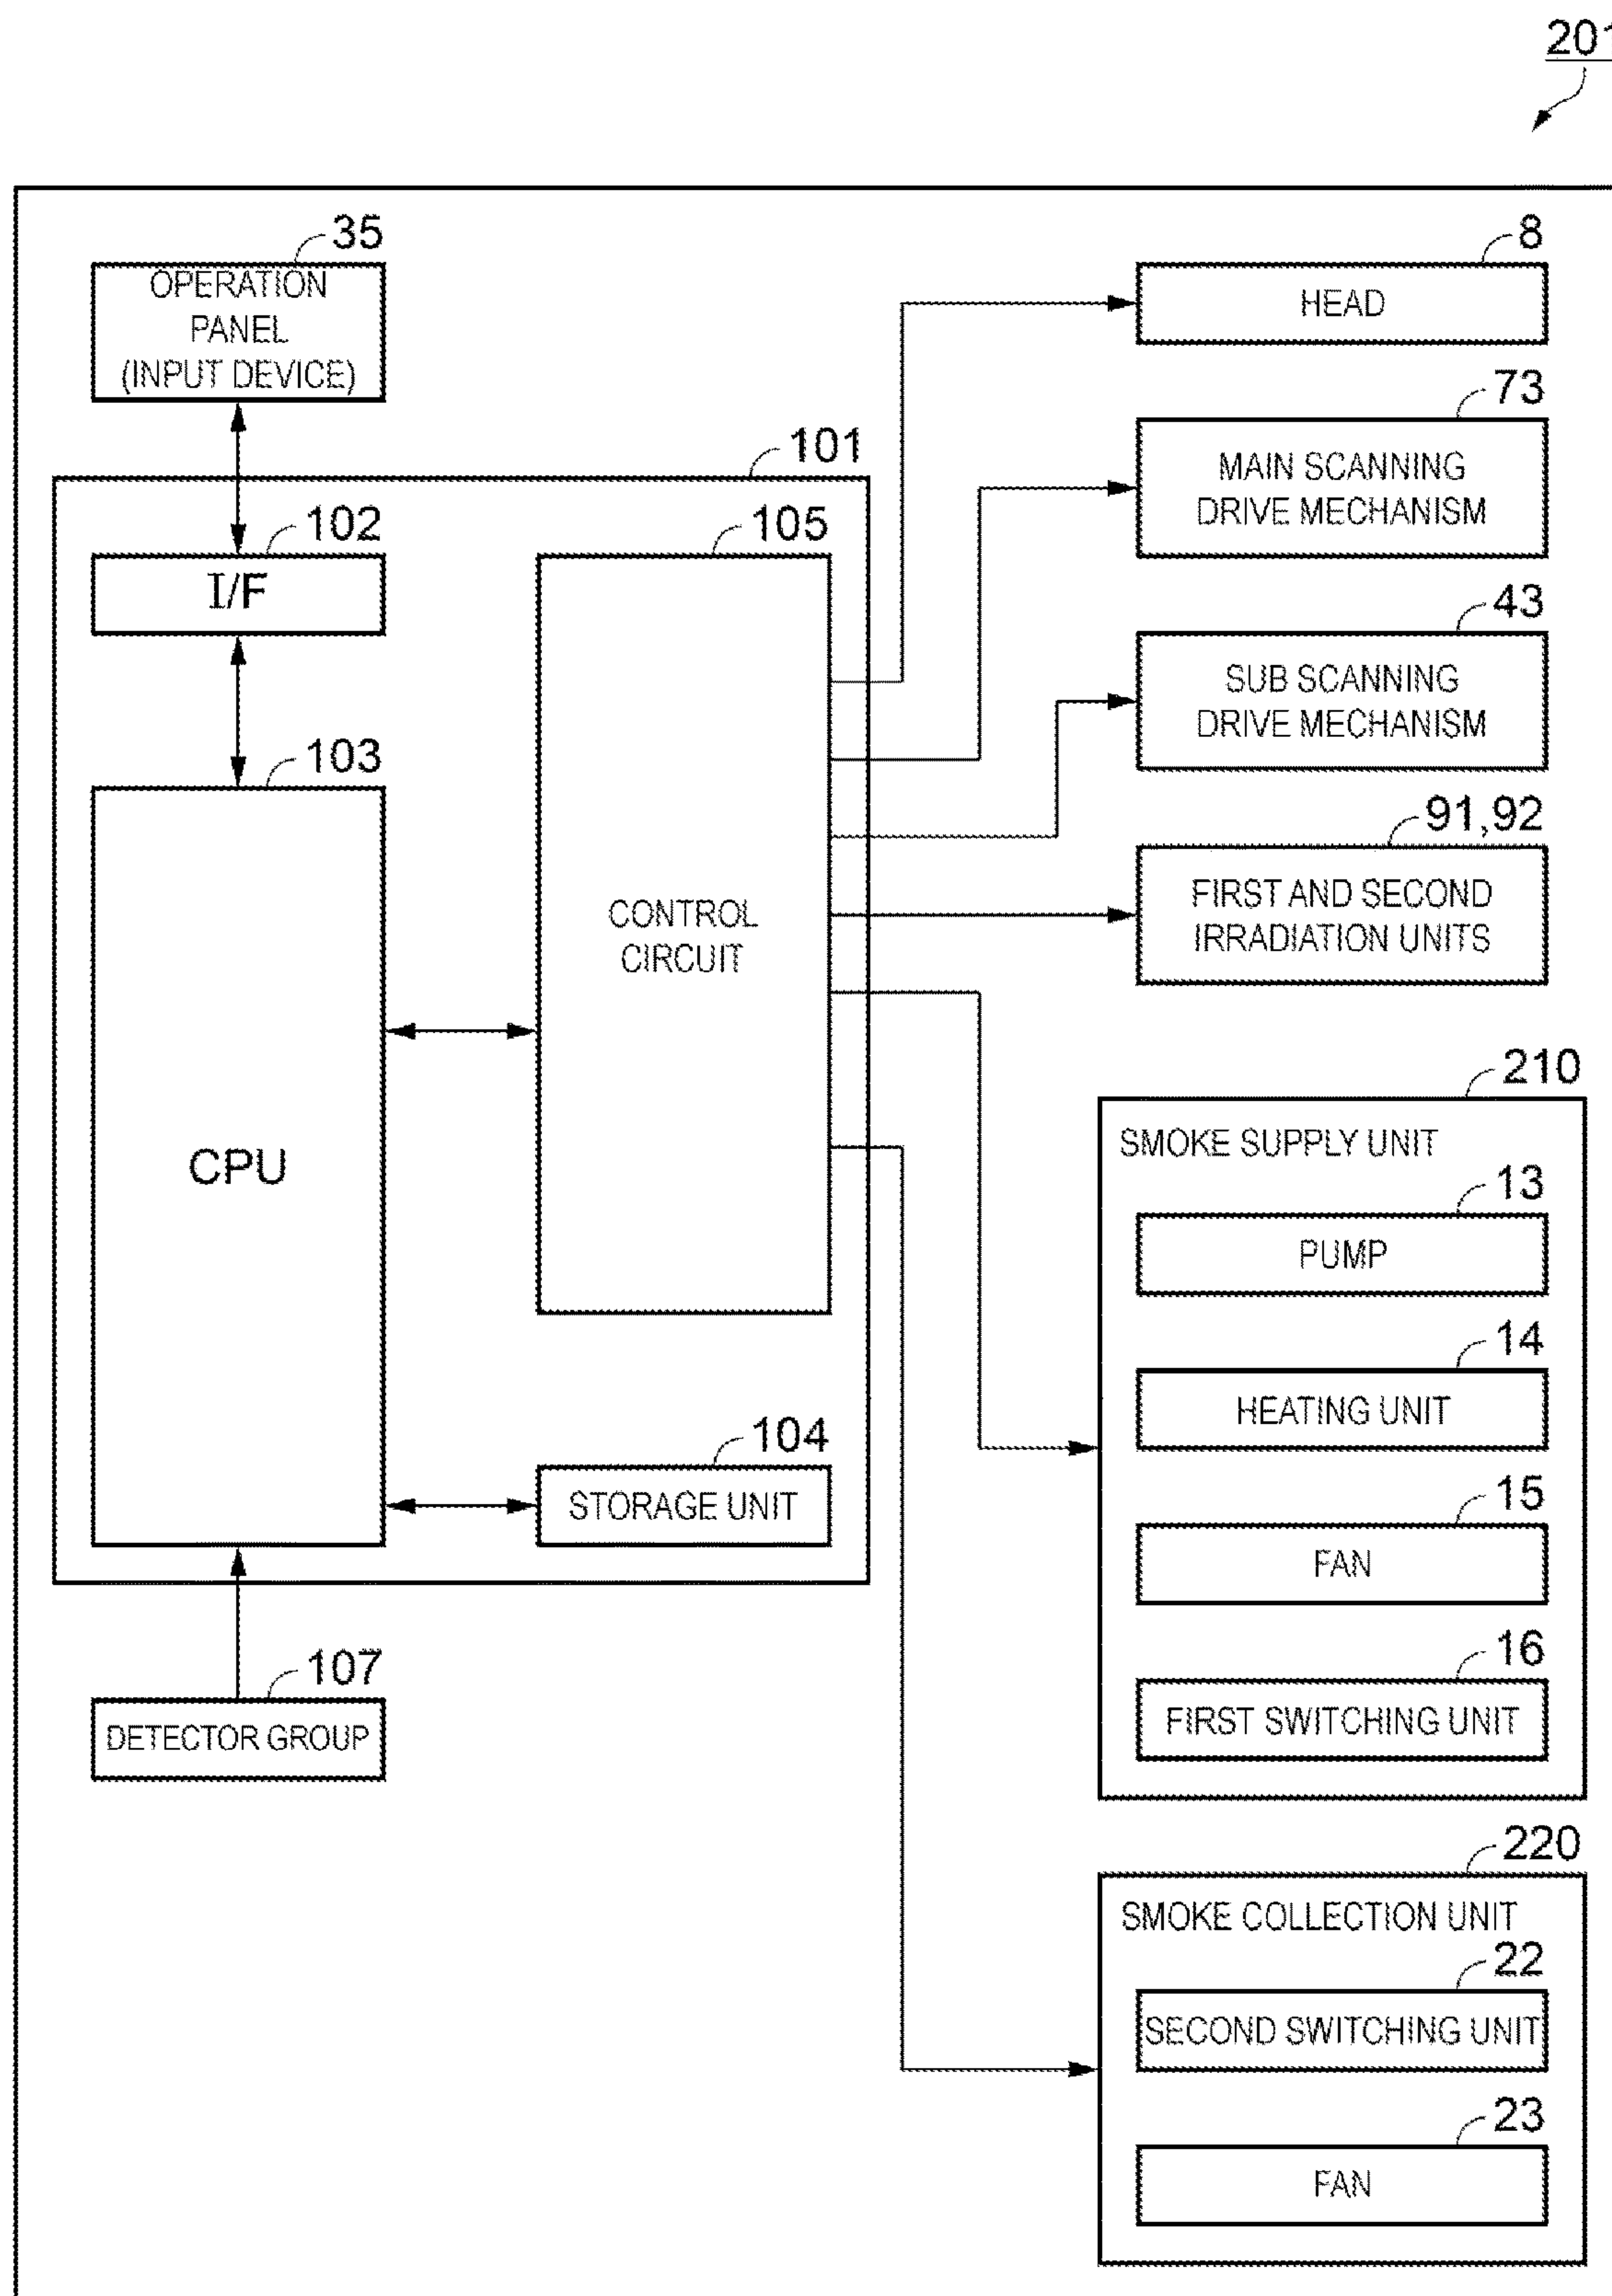 201
35
OPERATION
PANEL
(INPUT DEVICE)
101
102
I/F
103
CPU
105
CONTROL
CIRCUIT
104
STORAGE UNIT
107
DETECTOR GROUP
8
HEAD
73
MAIN SCANNING
DRIVE MECHANISM
43
SUB SCANNING
DRIVE MECHANISM
91,92
FIRST AND SECOND
IRRADIATION UNITS
210
SMOKE SUPPLY UNIT
13
PUMP
14
HEATING UNIT
15
FAN
16
FIRST SWITCHING UNIT
220
SMOKE COLLECTION UNIT
22
SECOND SWITCHING UNIT
23
FAN